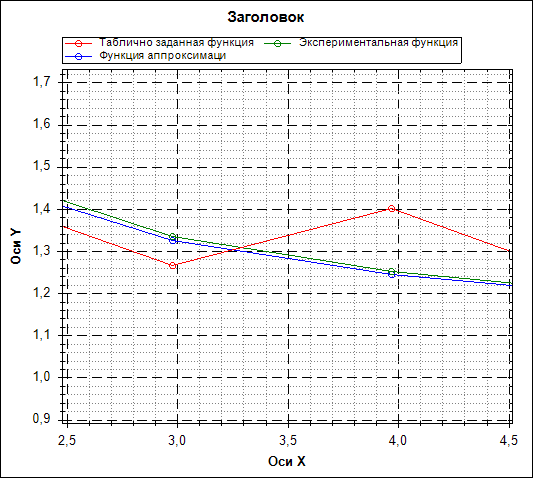 Заголовок
Таблично заданная функция Экспериментальная функция
Функция аппроксимаци
1,7
1,6
1,5
1,4
1,3
1,2
1,1
1,0
0,9
Оси Y
2,5 3,0 3,5 4,0 4,5
Оси X